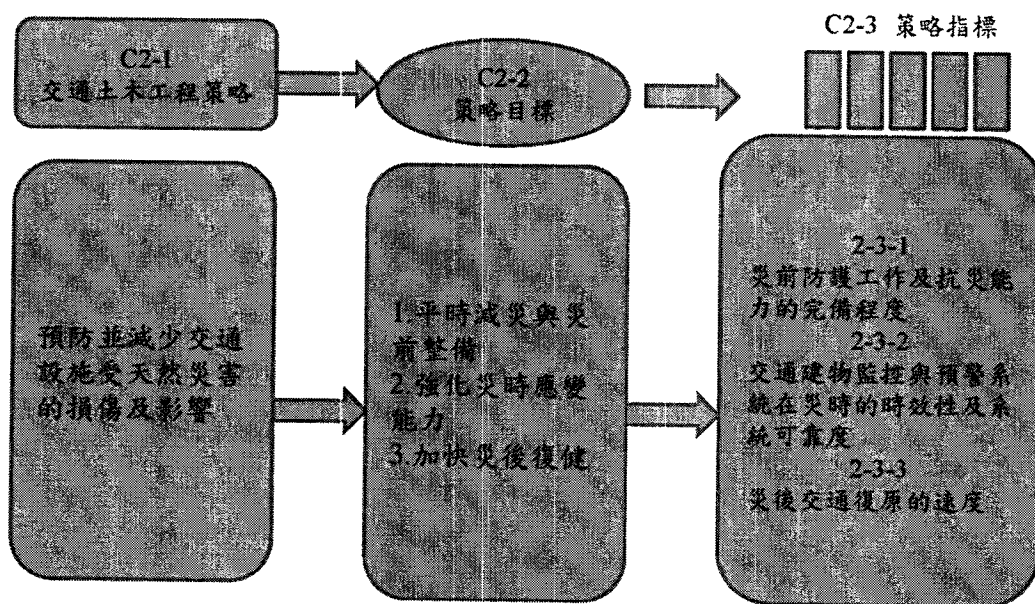 C2-1
交通土木工程策略
C2-2
策略目標
C2-3 策略指標
預防並減少交通
設施受天然災害
的損傷及影響
1.平時減災與災
前整備
2.強化災時應變
能力
3.加快災後復健
2-3-1
災前防護工作及抗災能
力的完備程度
2-3-2
交通建物監控與預警系
統在災時的時效性及系
統可靠度
2-3-3
災後交通復原的速度